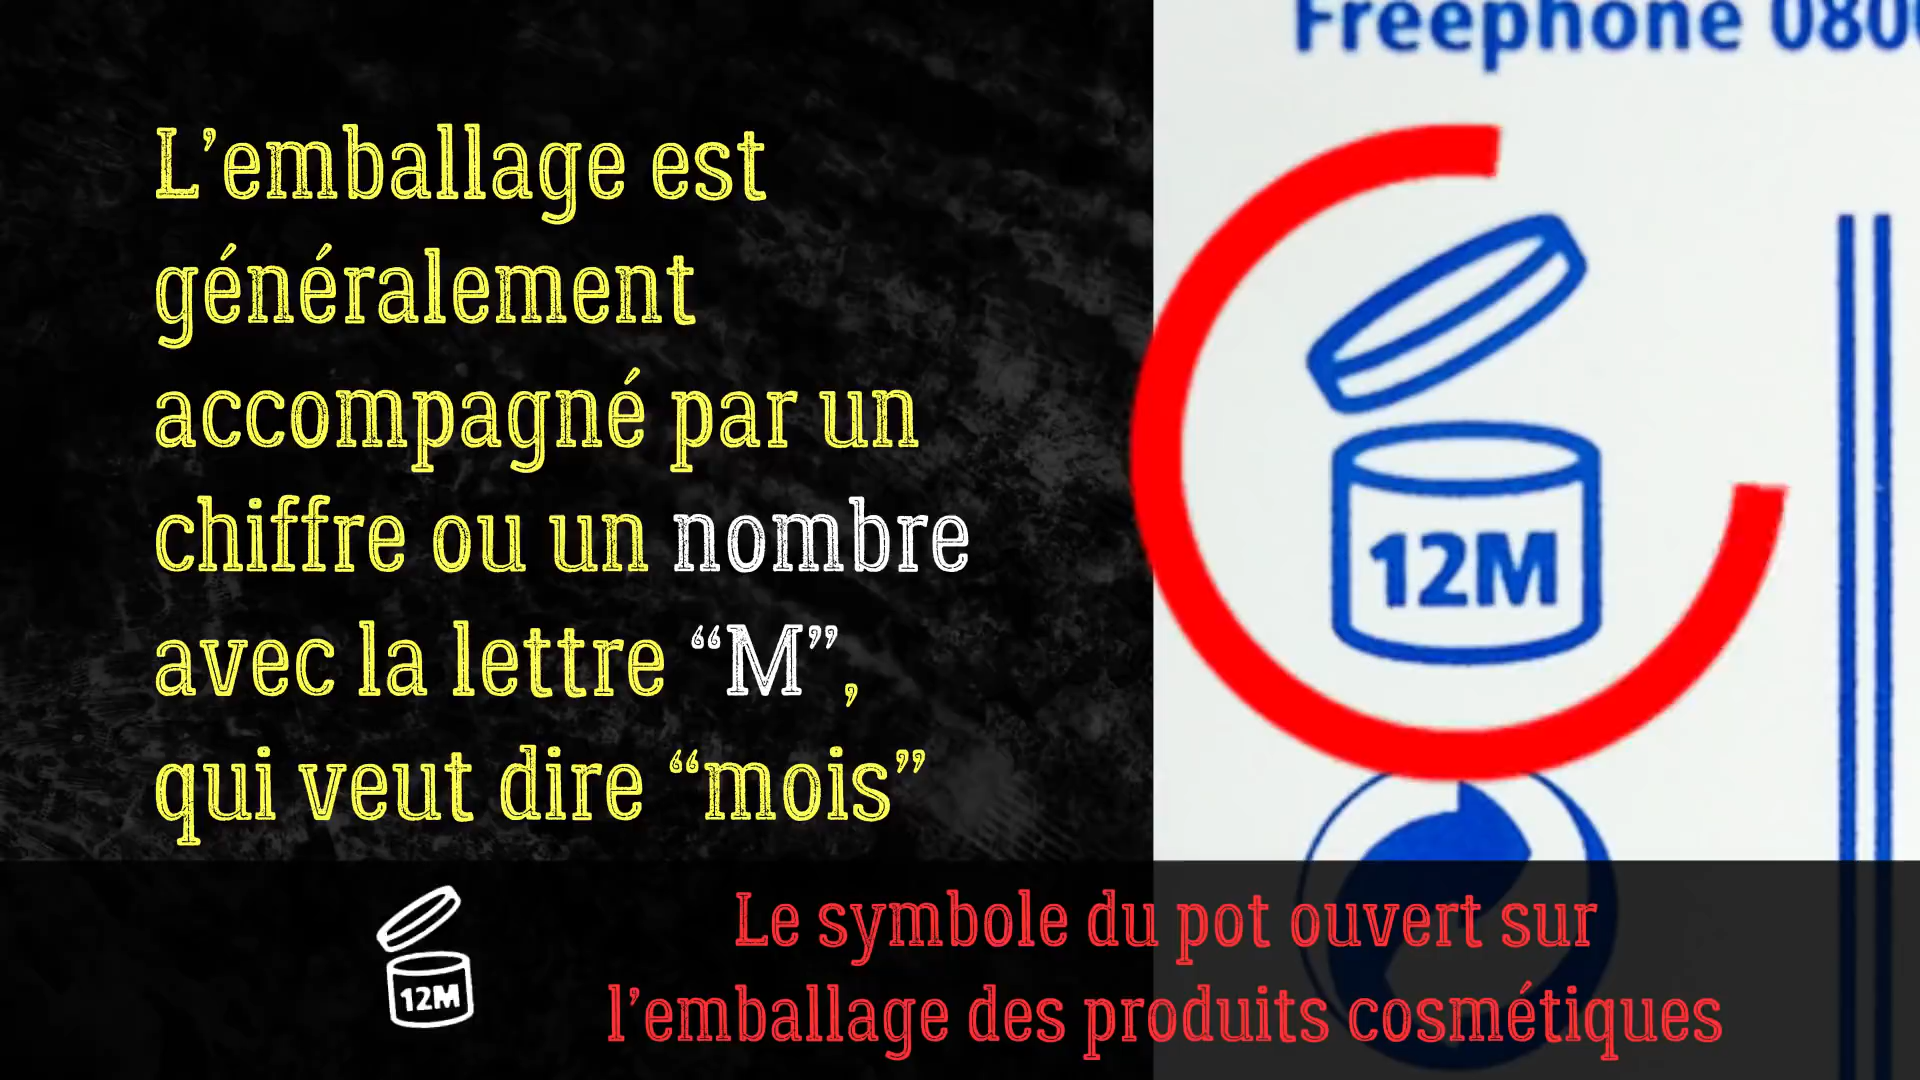 L’emballage est
généralement
accompagné par un
chiffre ou un nombre
avec la lettre “M”,
qui veut dire “mois”
Freephone 080
12M
12M
Le symbole du pot ouvert sur
l’emballage des produits cosmétiques